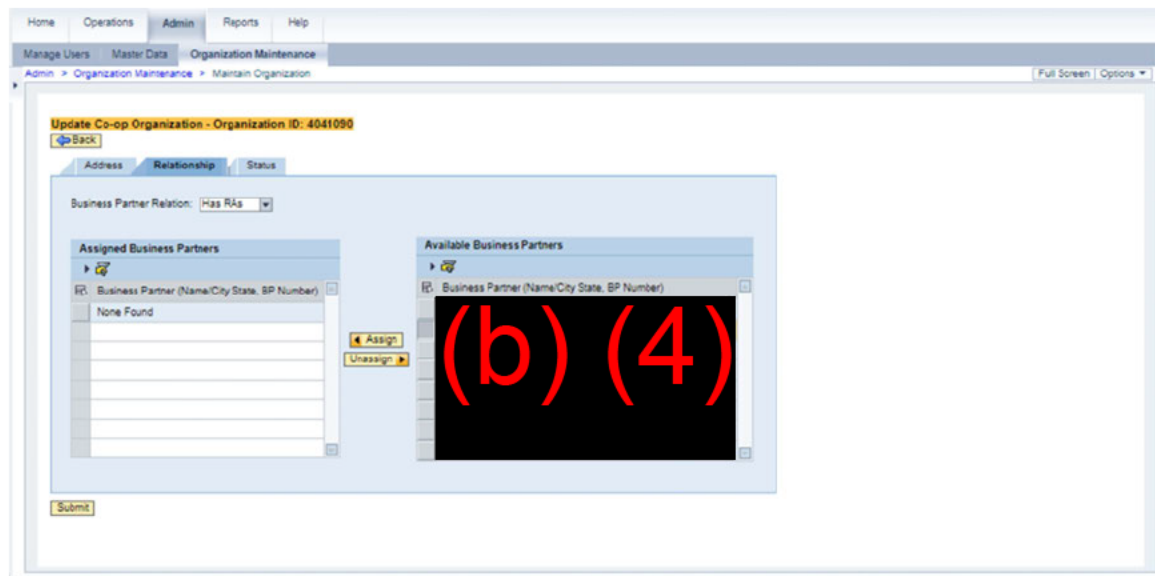 Home Operations Admin Reports Help
Manage Users Master Data Organization Maintenance
Admin > Organization Maintenance > Maintain Organization
Full Screen Options
Update Co-op Organization - Organization ID: 4041090
Back
Address Relationship Status
Business Partner Relation: Has RAs
Assigned Business Partners
Business Partner (Name/City State, BP Number)
None Found
Assign
Unassign
Available Business Partners
Business Partner (Name/City State, BP Number)
(b) (4)
Submit